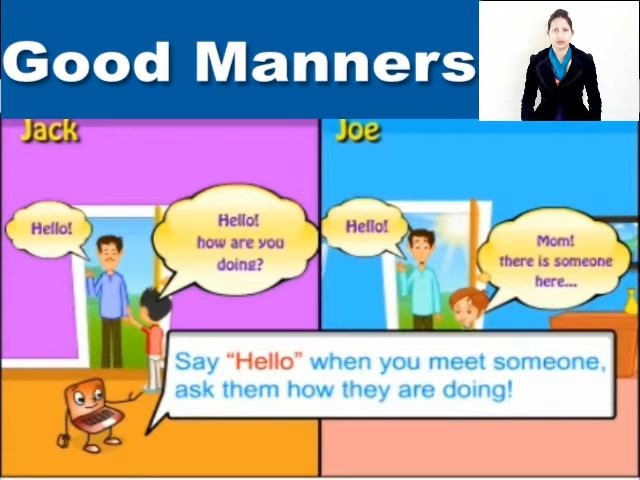 Good Manners
Jack
Joe
Hello!
Hello!
how are you
doing?
Hello!
Mom!
there is someone
here...
Say “Hello” when you meet someone,
ask them how they are doing!